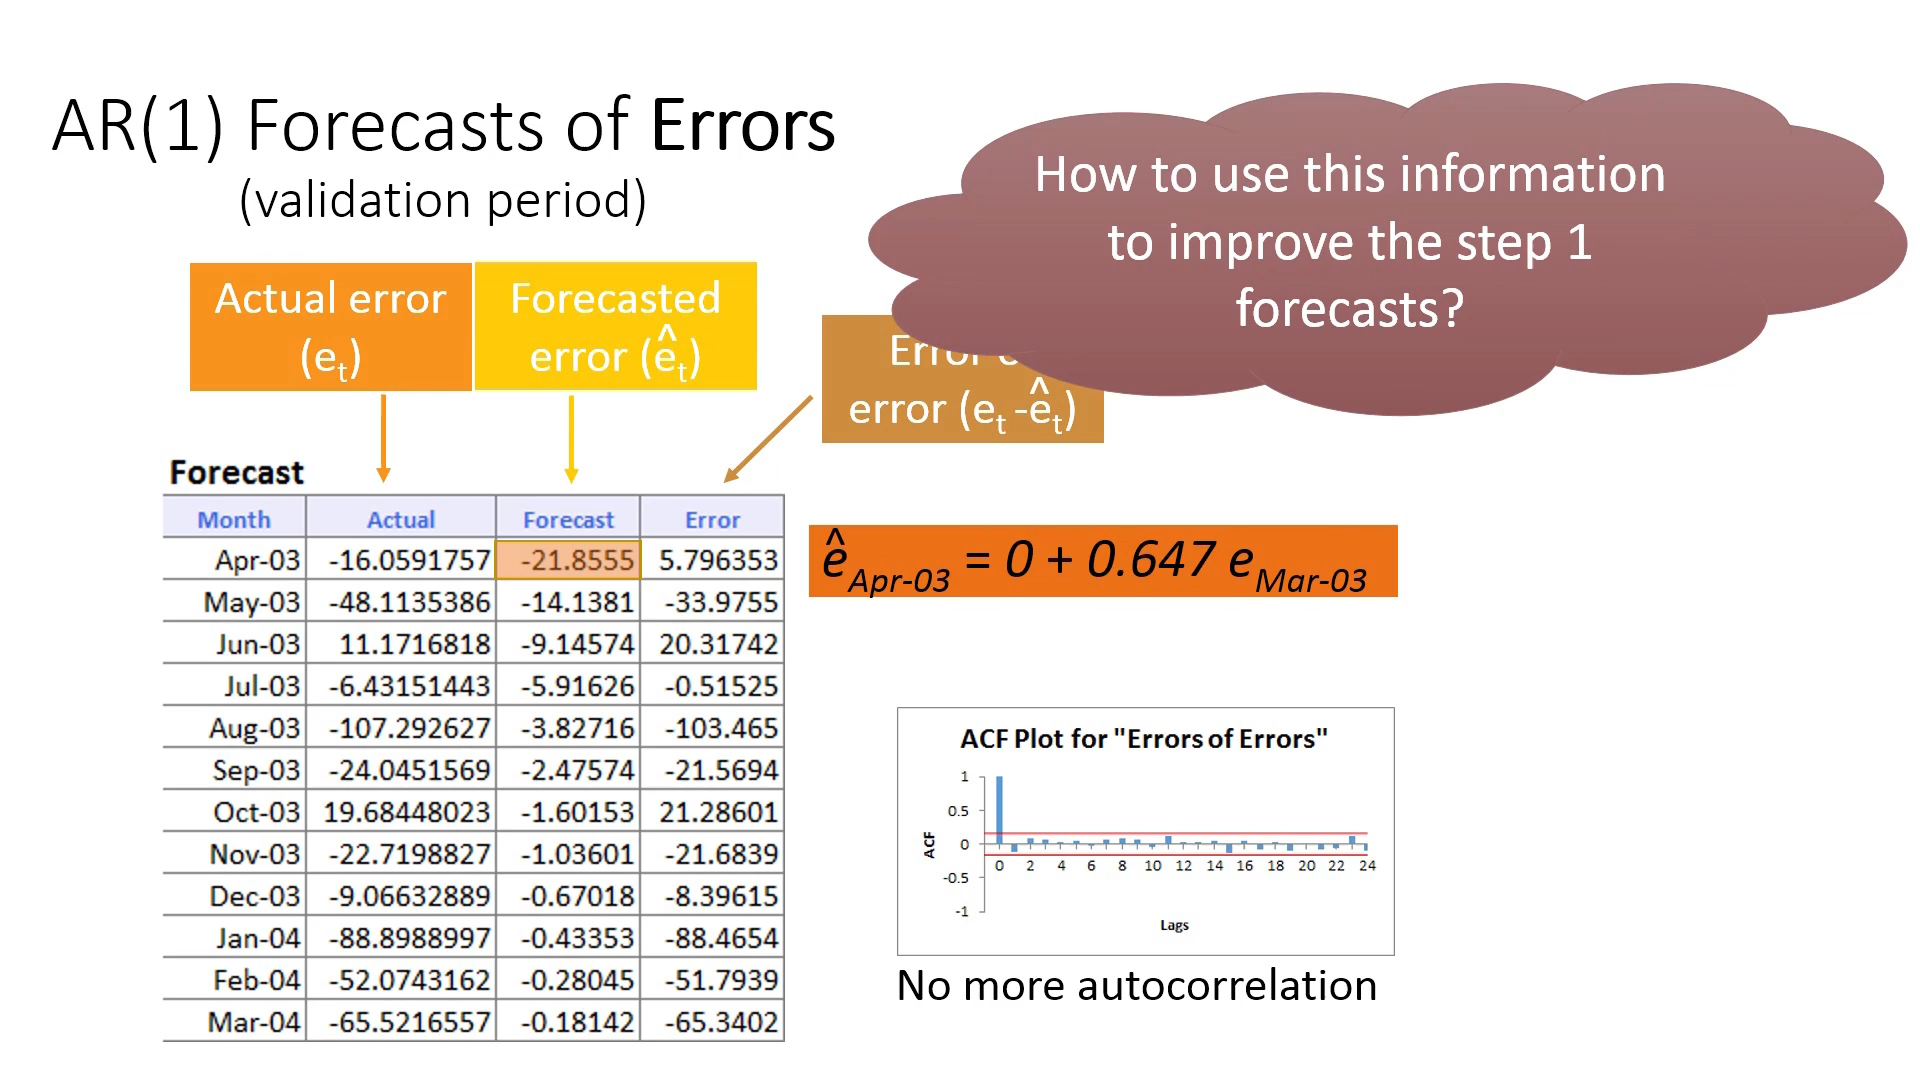 AR(1) Forecasts of Errors
(validation period)
How to use this information
to improve the step 1
forecasts?
Actual error
(et)
Forecasted
error (êt)
Error
error (et -êt)
Forecast
Month Actual Forecast Error
Apr-03 -16.0591757 -21.8555 5.796353
May-03 -48.1135386 -14.1381 -33.9755
Jun-03 11.1716818 -9.14574 20.31742
Jul-03 -6.43151443 -5.91626 -0.51525
Aug-03 -107.292627 -3.82716 -103.465
Sep-03 -24.0451569 -2.47574 -21.5694
Oct-03 19.68448023 -1.60153 21.28601
Nov-03 -22.7198827 -1.03601 -21.6839
Dec-03 -9.06632889 -0.67018 -8.39615
Jan-04 -88.8988997 -0.43353 -88.4654
Feb-04 -52.0743162 -0.28045 -51.7939
Mar-04 -65.5216557 -0.18142 -65.3402
êApr-03 = 0 + 0.647 eMar-03
ACF Plot for "Errors of Errors"
1
0.5
0
-0.5
-1
ACF
0 2 4 6 8 10 12 14 16 18 20 22 24
Lags
No more autocorrelation